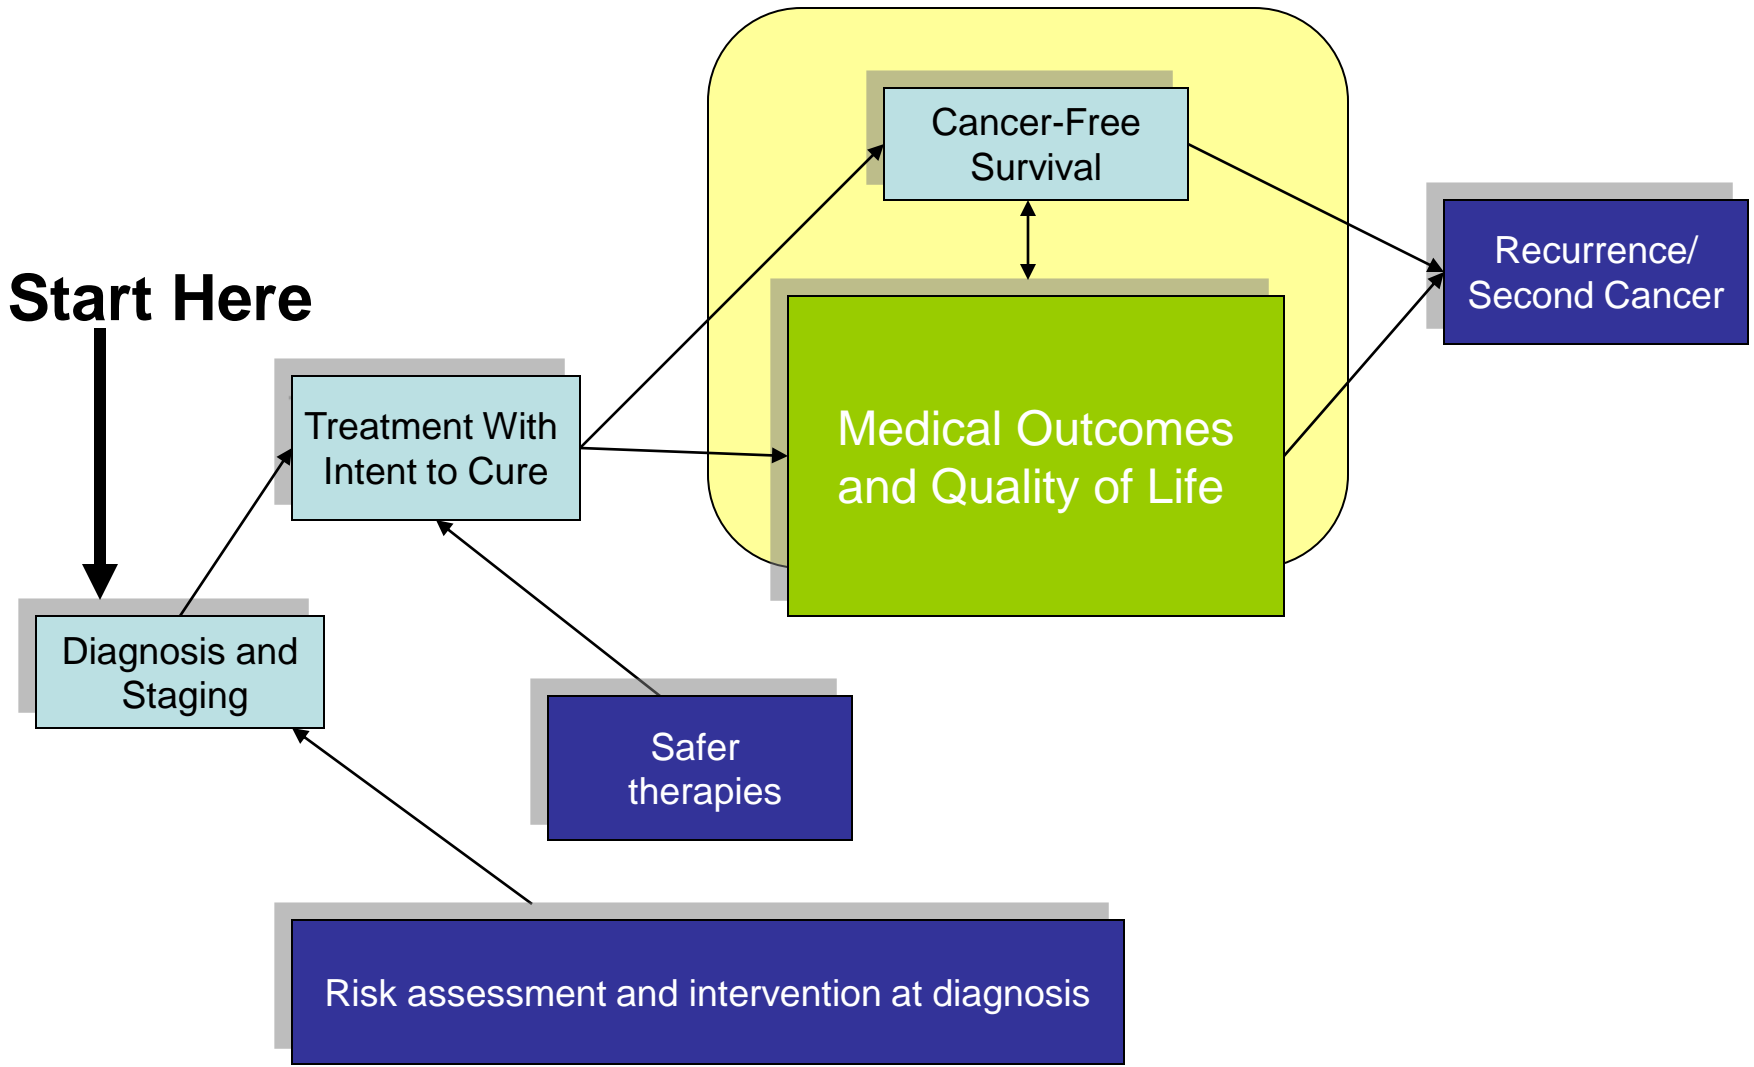 Cancer-Free
Survival
Recurrence/
Second Cancer
Start Here
Treatment With
Intent to Cure
Medical Outcomes
and Quality of Life
Diagnosis and
Staging
Safer
therapies
Risk assessment and intervention at diagnosis